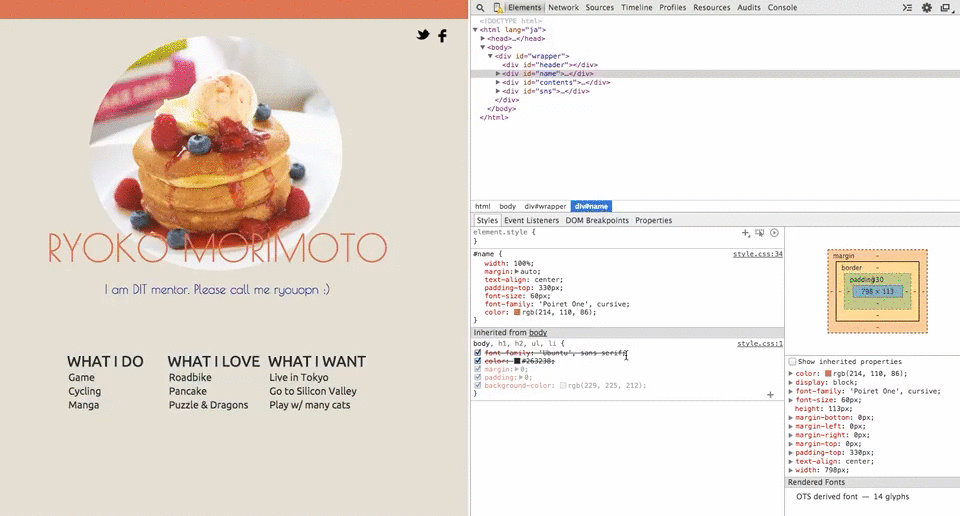 RYOKO MORIMOTO
I am DIT mentor. Please call me ryouopn :)
WHAT I DO
Game
Cycling
Manga
WHAT I LOVE
Roadbike
Pancake
Puzzle & Dragons
WHAT I WANT
Live in Tokyo
Go to Silicon Valley
Play w/ many cats
Elements Network Sources Timeline Profiles Resources Audits Console
<!DOCTYPE html>
<html lang="ja">
<head>…</head>
<body>
<div id="wrapper">
<div id="header"></div>
<div id="name">…</div>
<div id="contents">…</div>
<div id="sns">…</div>
</div>
</body>
</html>
html body div#wrapper div#name
Styles Event Listeners DOM Breakpoints Properties
element.style {
}
#name { style.css:34
width: 100%;
margin: auto;
text-align: center;
padding-top: 330px;
font-size: 60px;
font-family: 'Poiret One', cursive;
color: rgb(214, 110, 86);
}
Inherited from body
body, h1, h2, ul, li { style.css:1
font-family: 'Ubuntu', sans serif;
color: #263238;
margin: 0;
padding: 0;
background-color: rgb(229, 225, 212);
}
margin -
border -
padding 330
- - - 798 × 113 - - -
-
-
-
Show inherited properties
color: rgb(214, 110, 86);
display: block;
font-family: 'Poiret One', cursive;
font-size: 60px;
height: 113px;
margin-bottom: 0px;
margin-left: 0px;
margin-right: 0px;
margin-top: 0px;
padding-top: 330px;
text-align: center;
width: 798px;
Rendered Fonts
OTS derived font — 14 glyphs